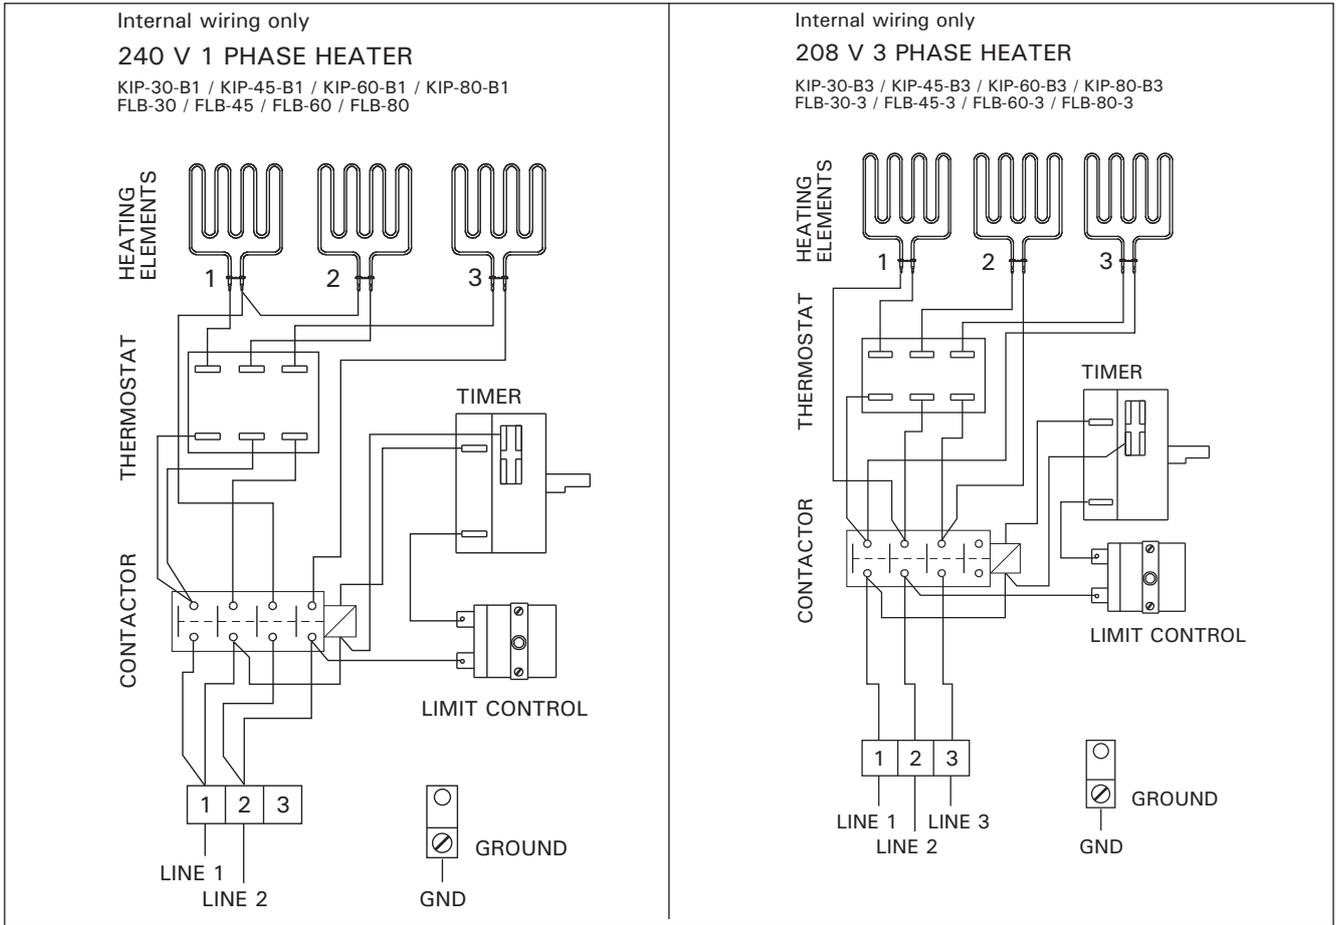 Internal wiring only
240 V 1 PHASE HEATER
KIP-30-B1 / KIP-45-B1 / KIP-60-B1 / KIP-80-B1
FLB-30 / FLB-45 / FLB-60 / FLB-80
HEATING
ELEMENTS
1
2
3
THERMOSTAT
TIMER
CONTACTOR
LIMIT CONTROL
1 2 3
LINE 1
LINE 2
GROUND
GND
Internal wiring only
208 V 3 PHASE HEATER
KIP-30-B3 / KIP-45-B3 / KIP-60-B3 / KIP-80-B3
FLB-30-3 / FLB-45-3 / FLB-60-3 / FLB-80-3
HEATING
ELEMENTS
1
2
3
THERMOSTAT
TIMER
CONTACTOR
LIMIT CONTROL
1 2 3
LINE 1
LINE 3
LINE 2
GROUND
GND